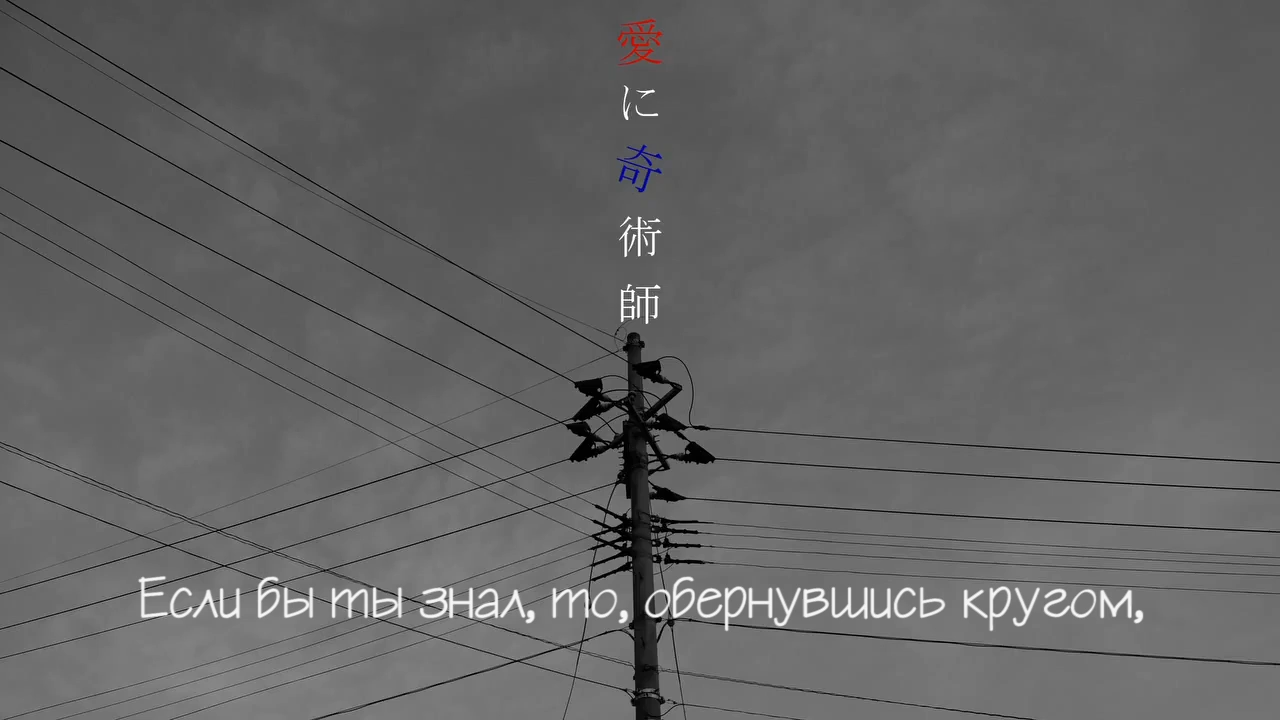 愛に奇術師
Если бы ты знал, то, обернувшись кругом,